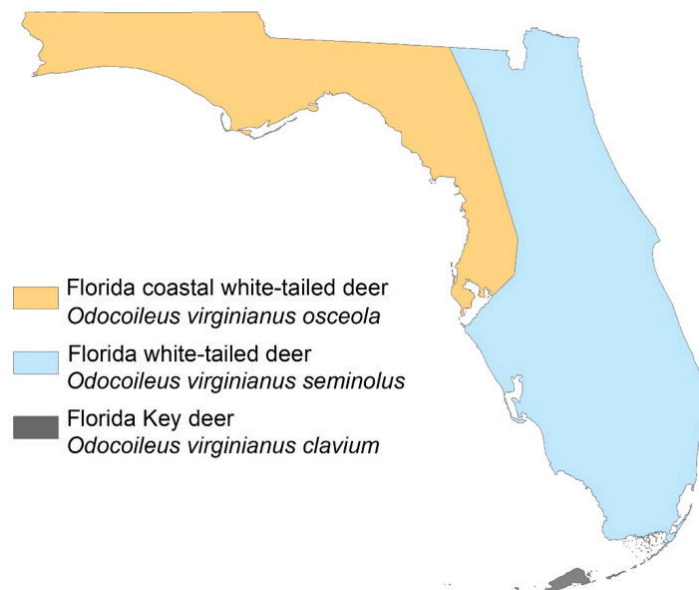 Florida coastal white-tailed deer
Odocoileus virginianus osceola
Florida white-tailed deer
Odocoileus virginianus seminolus
Florida Key deer
Odocoileus virginianus clavium